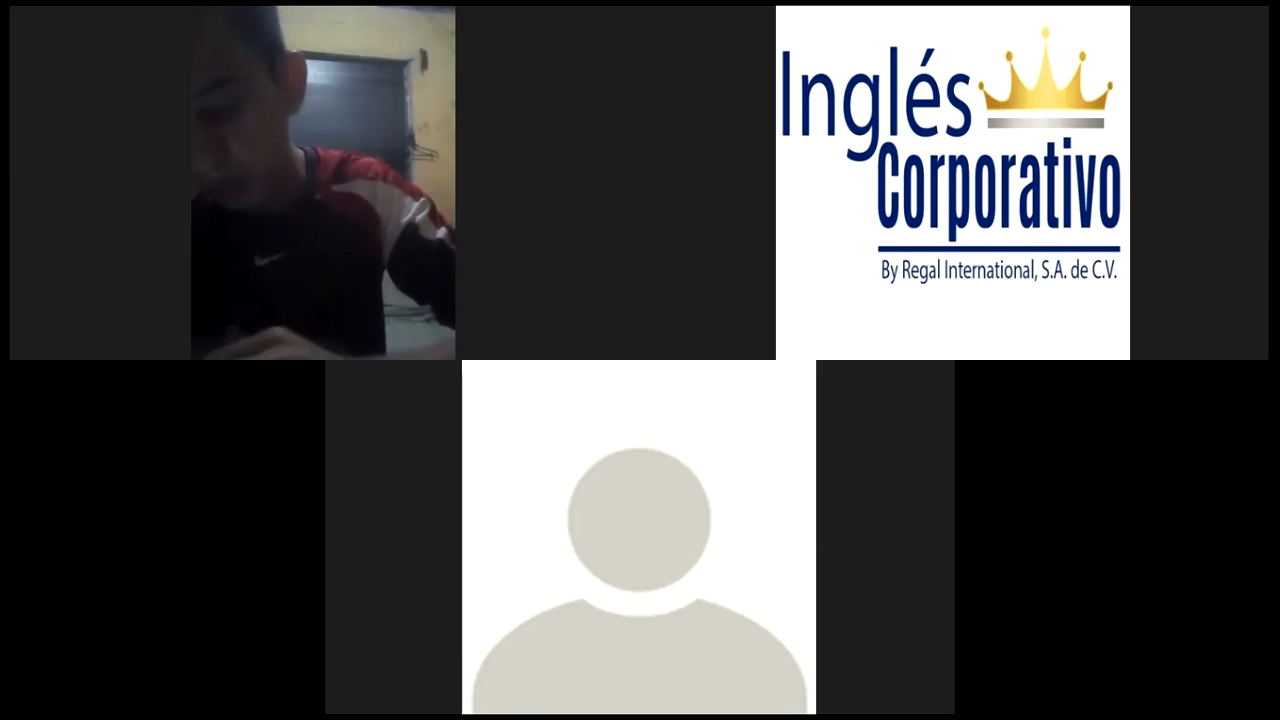 Inglés
Corporativo
By Regal International, S.A. de C.V.